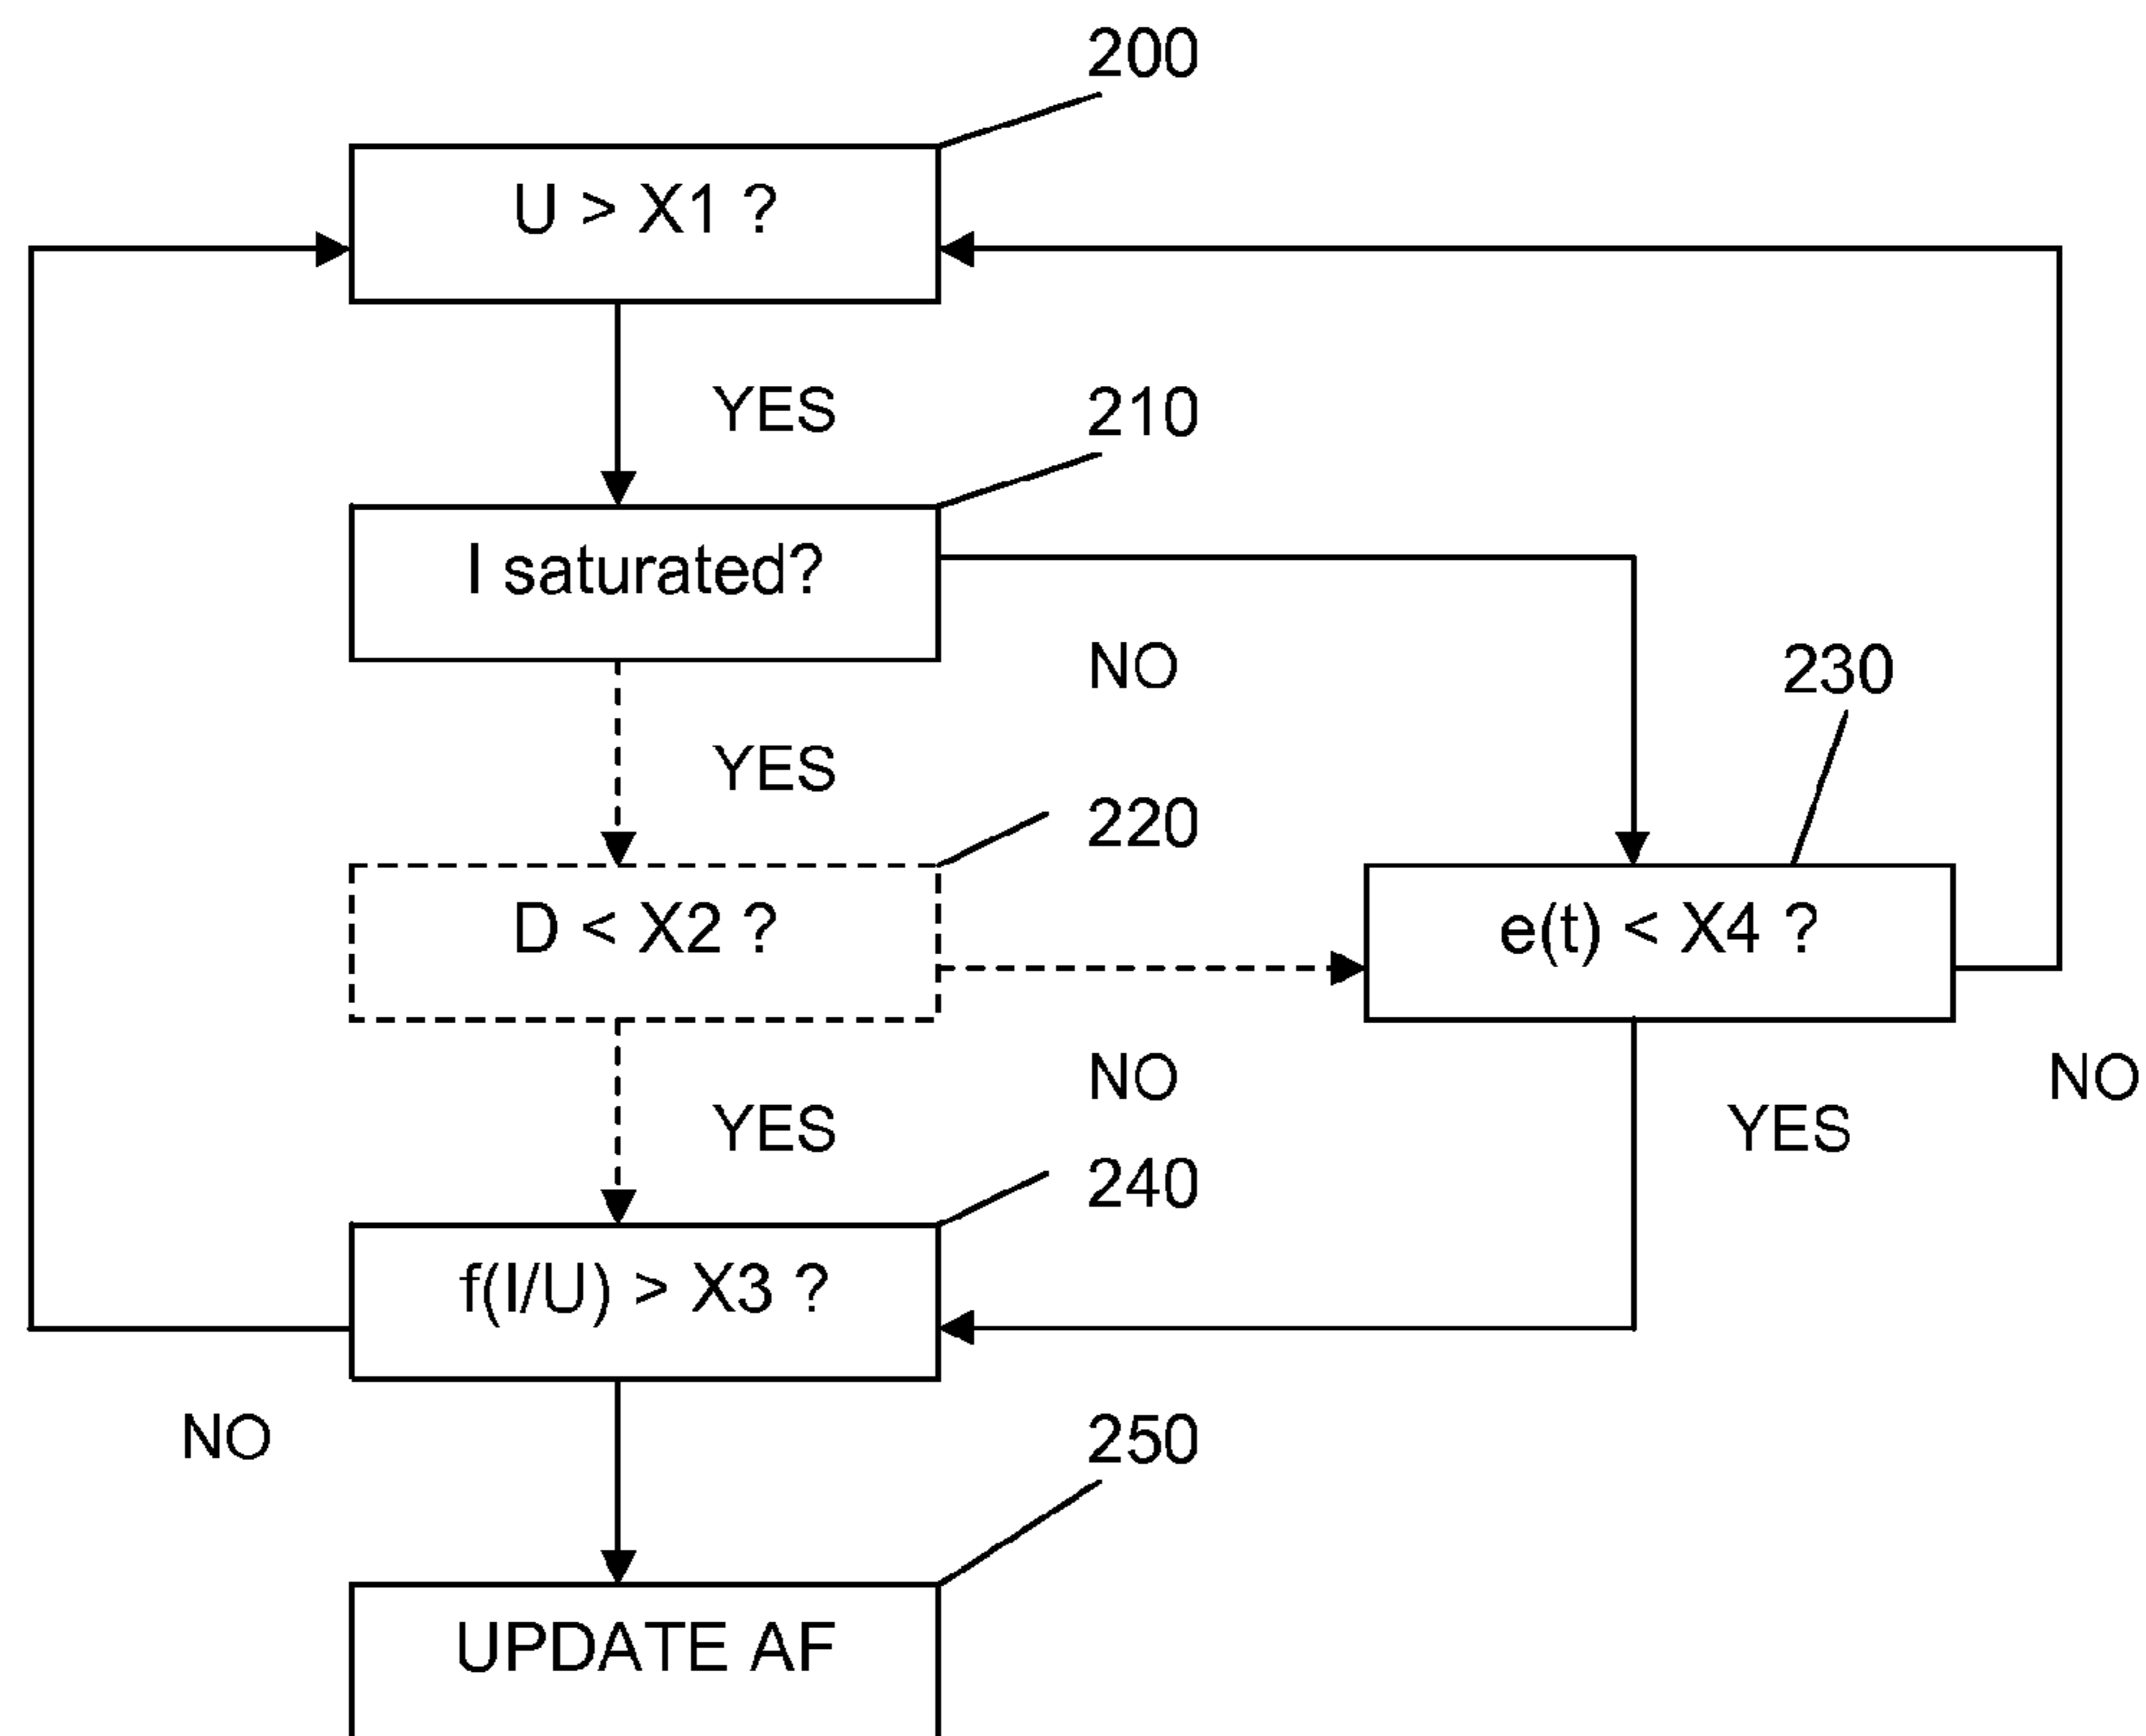 200
U > X1 ?
YES
210
I saturated?
NO
230
YES
220
D < X2 ?
e(t) < X4 ?
NO
NO
YES
YES
240
f(I/U) > X3 ?
NO
250
UPDATE AF